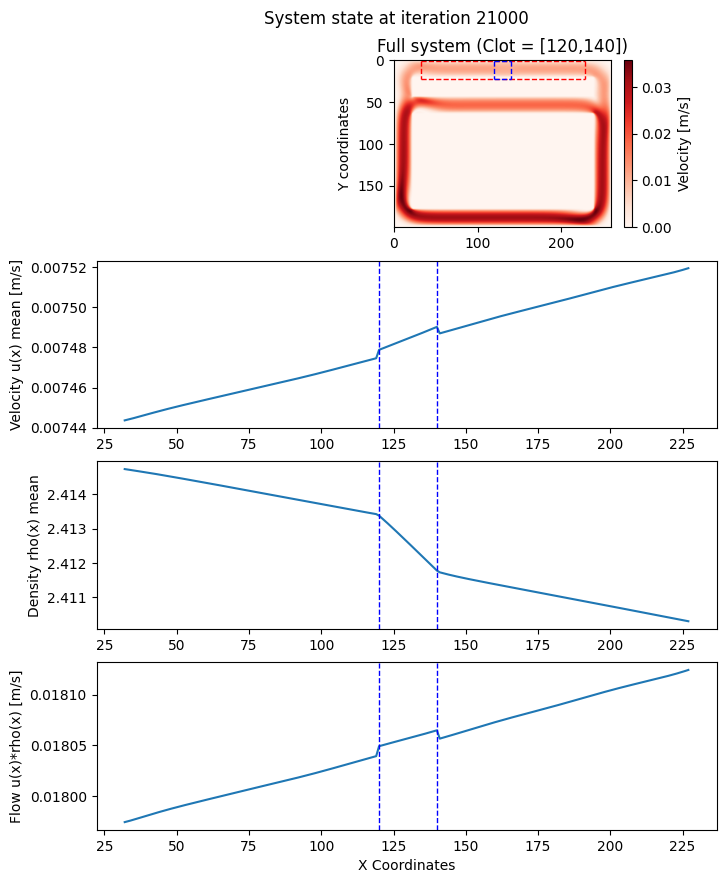 System state at iteration 21000
Full system (Clot = [120,140])
0
50
100
150
Y coordinates
0
100
200
0.03
0.02
0.01
0.00
Velocity [m/s]
0.00752
0.00750
0.00748
0.00746
0.00744
Velocity u(x) mean [m/s]
25 50 75 100 125 150 175 200 225
2.414
2.413
2.412
2.411
Density rho(x) mean
25 50 75 100 125 150 175 200 225
0.01810
0.01805
0.01800
Flow u(x)*rho(x) [m/s]
25 50 75 100 125 150 175 200 225
X Coordinates